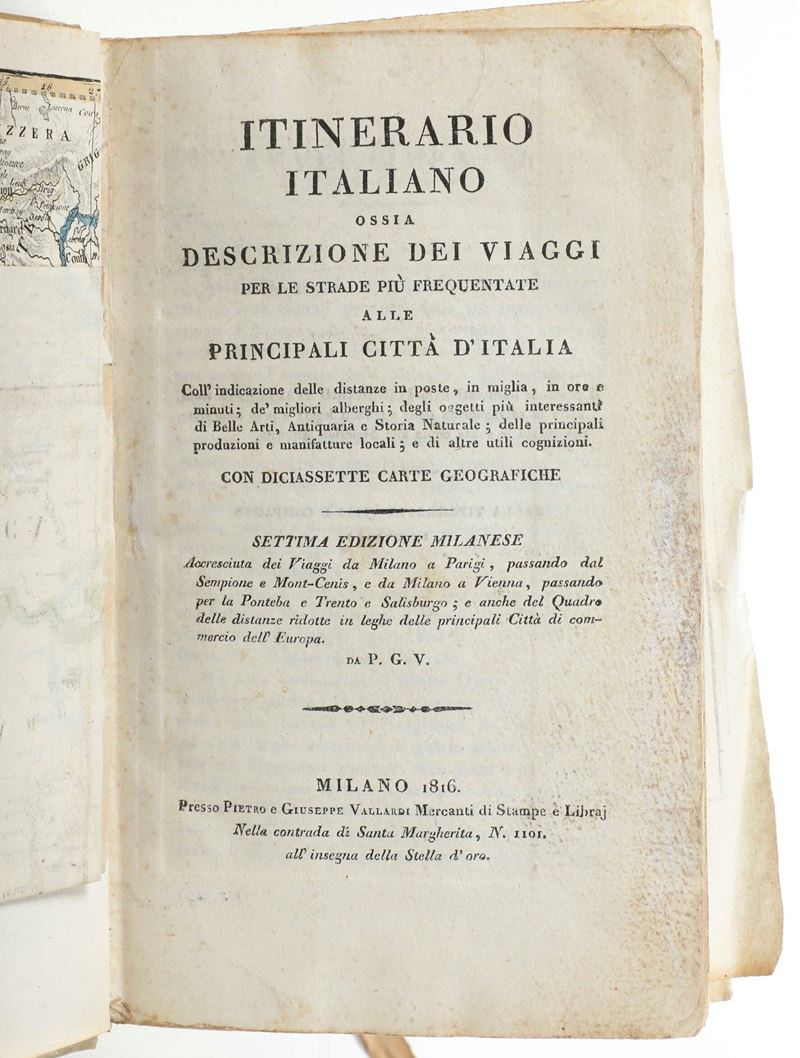 26
ZZERA
GRIG
ITINERARIO
ITALIANO
OSSIA
DESCRIZIONE DEI VIAGGI
PER LE STRADE PIÙ FREQUENTATE
ALLE
PRINCIPALI CITTÀ D'ITALIA
Coll' indicazione delle distanze in poste, in miglia, in ore e
minuti; de' migliori alberghi; degli oggetti più interessanti
di Belle Arti, Antiquaria e Storia Naturale; delle principali
produzioni e manifatture locali; e di altre utili cognizioni.
CON DICIASSETTE CARTE GEOGRAFICHE
SETTIMA EDIZIONE MILANESE
Accresciuta dei Viaggi da Milano a Parigi, passando dal
Sempione e Mont-Cenis, e da Milano a Vienna, passando
per la Ponteba e Trento e Salisburgo; e anche del Quadro
delle distanze ridotte in leghe delle principali Città di com-
mercio dell' Europa.
DA P. G. V.
MILANO 1816.
Presso PIETRO e GIUSEPPE VALLARDI Mercanti di Stampe e Libraj
Nella contrada di Santa Margherita, N. 1101.
all' insegna della Stella d' oro.